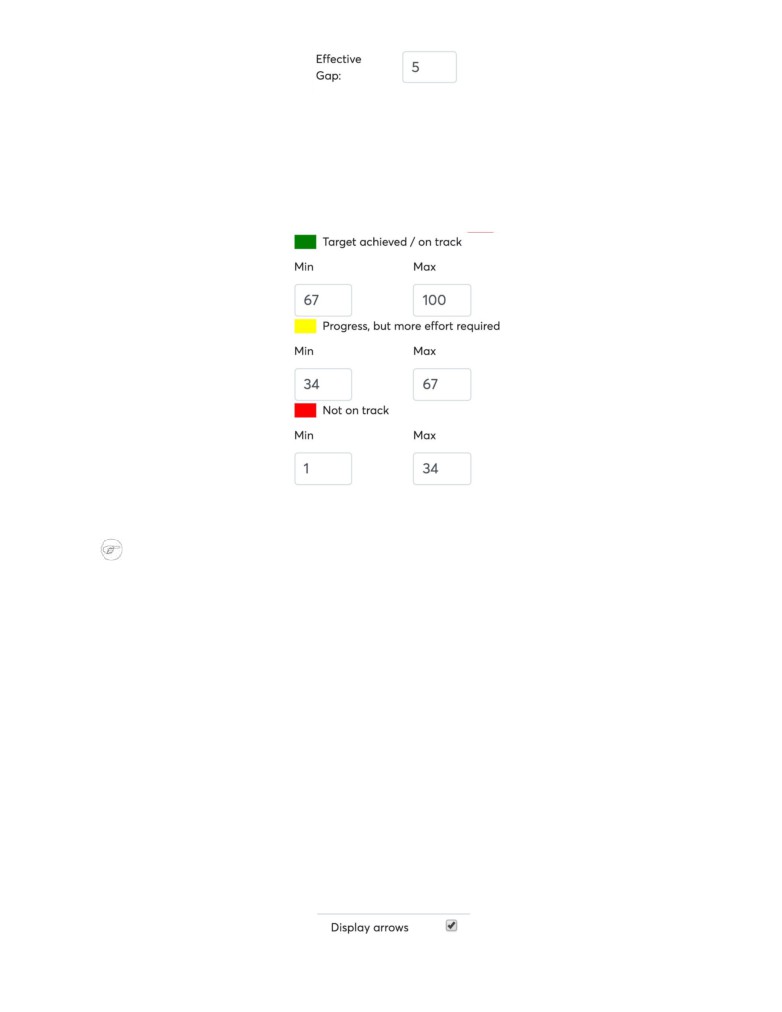 Effective
Gap:
5
Target achieved / on track
Min Max
67 100
Progress, but more effort required
Min Max
34 67
Not on track
Min Max
1 34
Display arrows